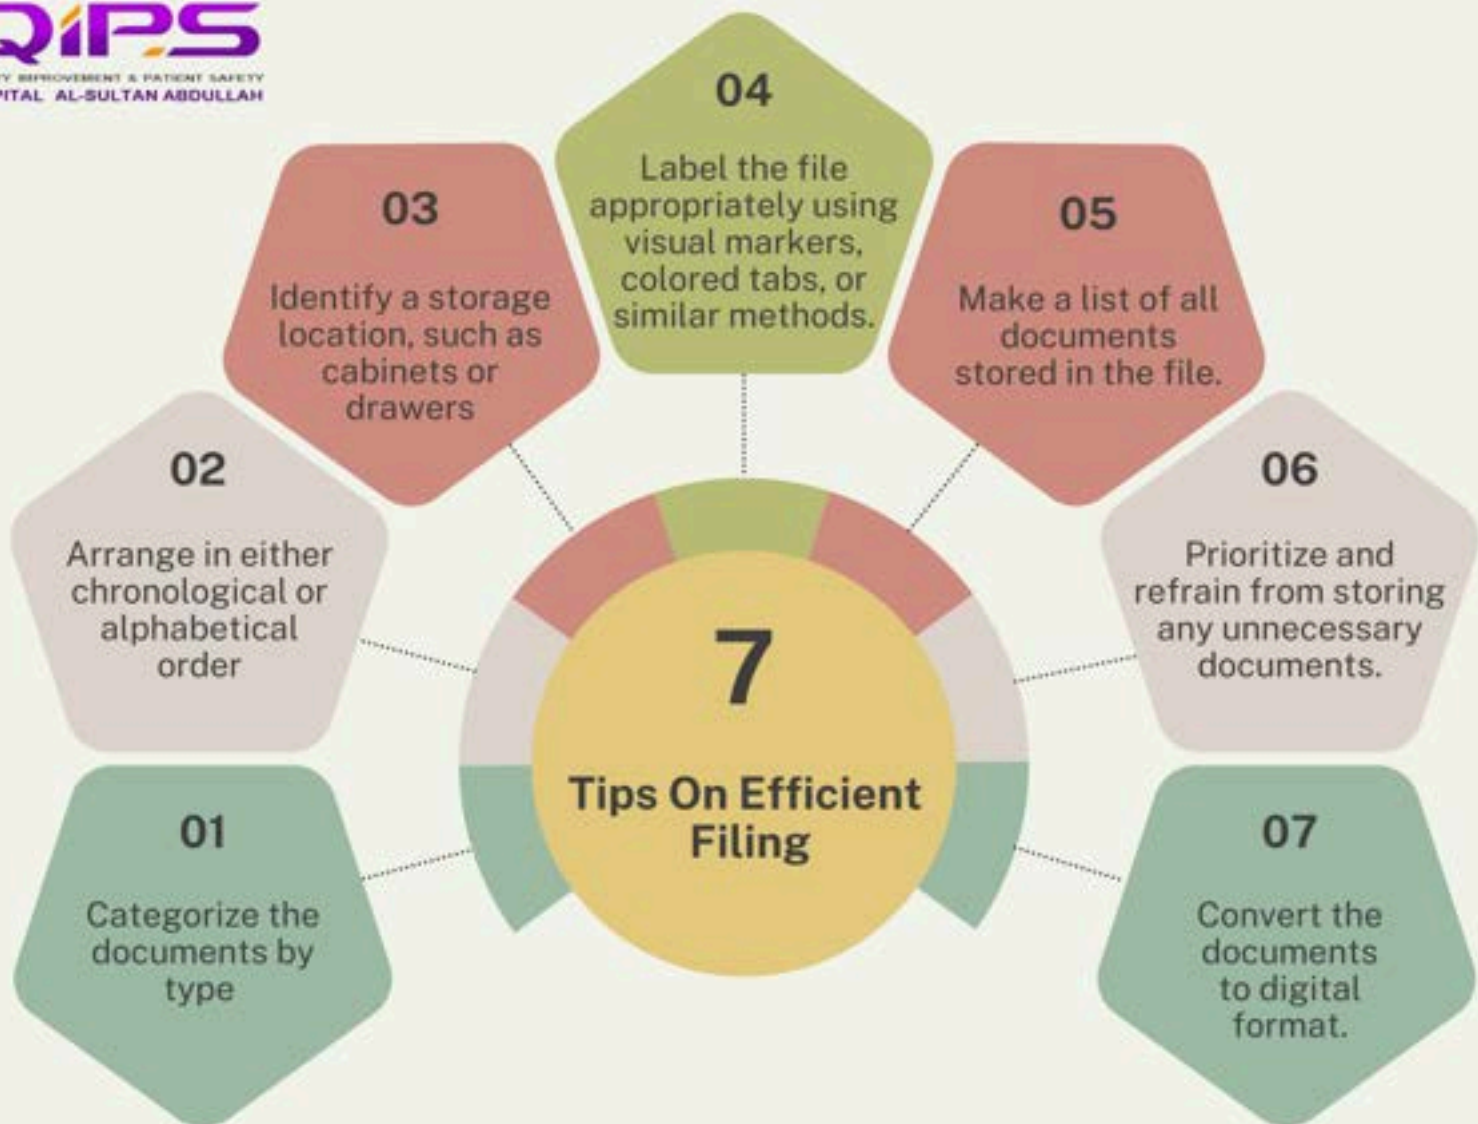 QIPS
IMPROVEMENT & PATIENT SAFETY
AL-SULTAN ABDULLAH
01
Categorize the
documents by
type
02
Arrange in either
chronological or
alphabetical
order
03
Identify a storage
location, such as
cabinets or
drawers
04
Label the file
appropriately using
visual markers,
colored tabs, or
similar methods.
05
Make a list of all
documents
stored in the file.
06
Prioritize and
refrain from storing
any unnecessary
documents.
07
Convert the
documents
to digital
format.
7
Tips On Efficient
Filing